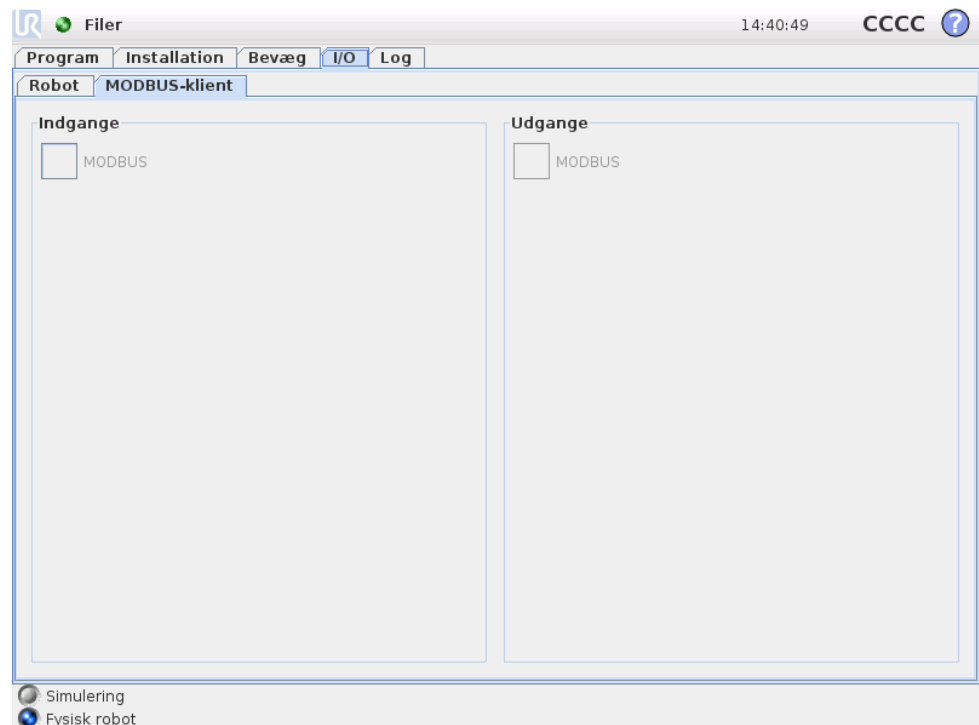 UR Filer 14:40:49 CCCC ?
Program Installation Bevæg I/O Log
Robot MODBUS-klient
Indgange Udgange
MODBUS MODBUS
Simulering
Fysisk robot